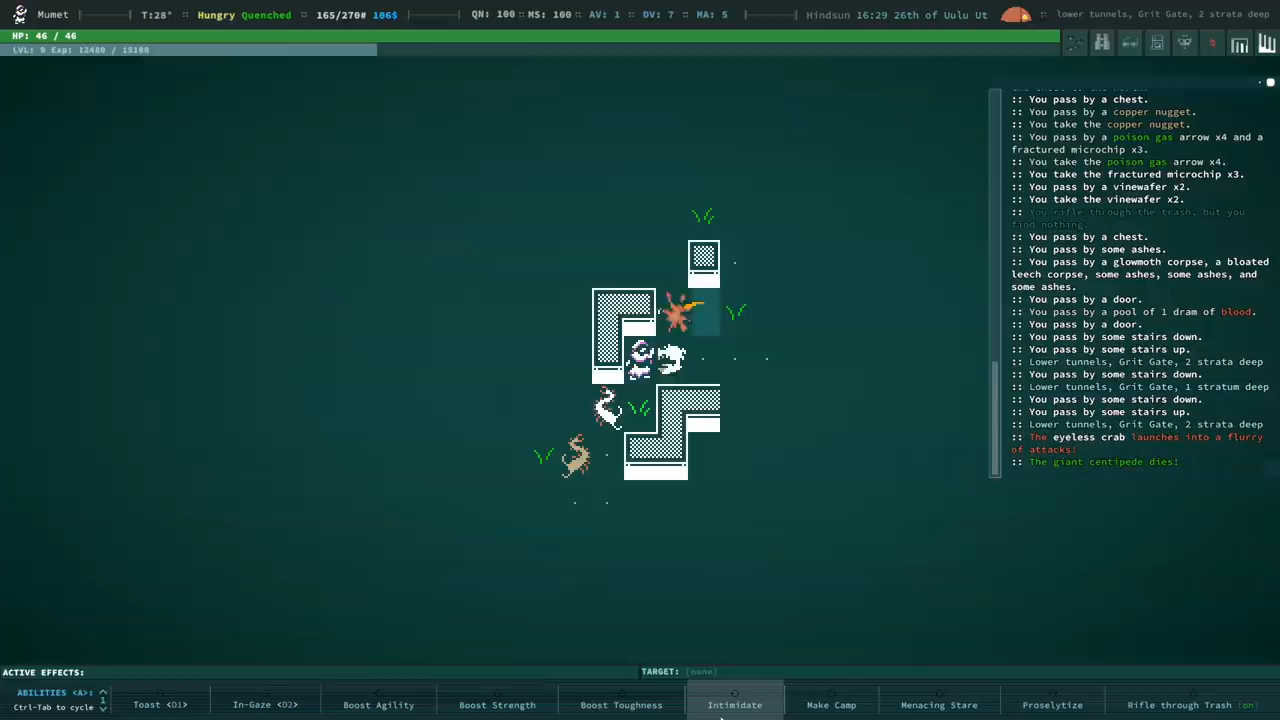 Mumet T:28° :: Hungry Quenched :: 165/270# 106$ QN: 100 :: MS: 100 :: AV: 1 :: DV: 7 :: MA: 5 Hindsun 16:29 26th of Uulu Ut :: lower tunnels, Grit Gate, 2 strata deep
HP: 46 / 46
LVL: 9 Exp: 12480 / 15100
:: You pass by a chest.
:: You pass by a copper nugget.
:: You take the copper nugget.
:: You pass by a poison gas arrow x4 and a
fractured microchip x3.
:: You take the poison gas arrow x4.
:: You take the fractured microchip x3.
:: You pass by a vinewafer x2.
:: You take the vinewafer x2.
:: You rifle through the trash, but you
find nothing.
:: You pass by a chest.
:: You pass by some ashes.
:: You pass by a glowmoth corpse, a bloated
leech corpse, some ashes, some ashes, and
some ashes.
:: You pass by a door.
:: You pass by a pool of 1 dram of blood.
:: You pass by a door.
:: You pass by some stairs down.
:: You pass by some stairs up.
:: Lower tunnels, Grit Gate, 2 strata deep
:: You pass by some stairs down.
:: Lower tunnels, Grit Gate, 1 stratum deep
:: You pass by some stairs down.
:: You pass by some stairs up.
:: Lower tunnels, Grit Gate, 2 strata deep
:: The eyeless crab launches into a flurry
of attacks!
:: The giant centipede dies!
ACTIVE EFFECTS: TARGET: [none]
ABILITIES <A>: 1
Ctrl-Tab to cycle
Toast <D1> In-Gaze <D2> Boost Agility Boost Strength Boost Toughness Intimidate Make Camp Menacing Stare Proselytize Rifle through Trash [on]